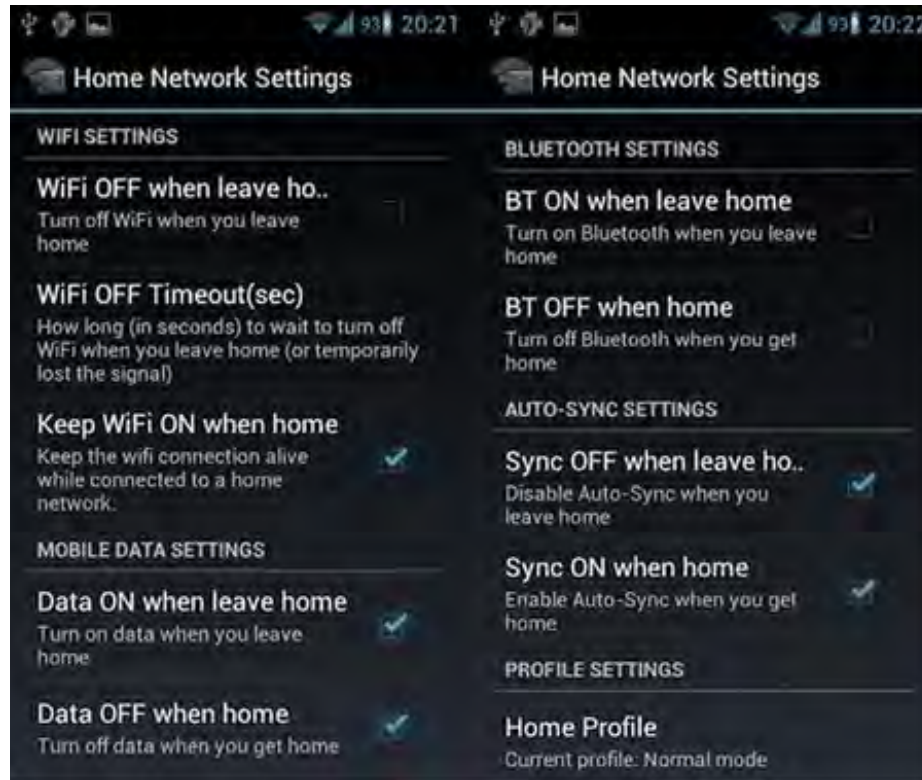 93 20:21
Home Network Settings
WIFI SETTINGS
WiFi OFF when leave ho..
Turn off WiFi when you leave
home
WiFi OFF Timeout(sec)
How long (in seconds) to wait to turn off
WiFi when you leave home (or temporarily
lost the signal)
Keep WiFi ON when home
Keep the wifi connection alive
while connected to a home
network.
MOBILE DATA SETTINGS
Data ON when leave home
Turn on data when you leave
home
Data OFF when home
Turn off data when you get home
93 20:22
Home Network Settings
BLUETOOTH SETTINGS
BT ON when leave home
Turn on Bluetooth when you leave
home
BT OFF when home
Turn off Bluetooth when you get
home
AUTO-SYNC SETTINGS
Sync OFF when leave ho..
Disable Auto-Sync when you
leave home
Sync ON when home
Enable Auto-Sync when you get
home
PROFILE SETTINGS
Home Profile
Current profile: Normal mode